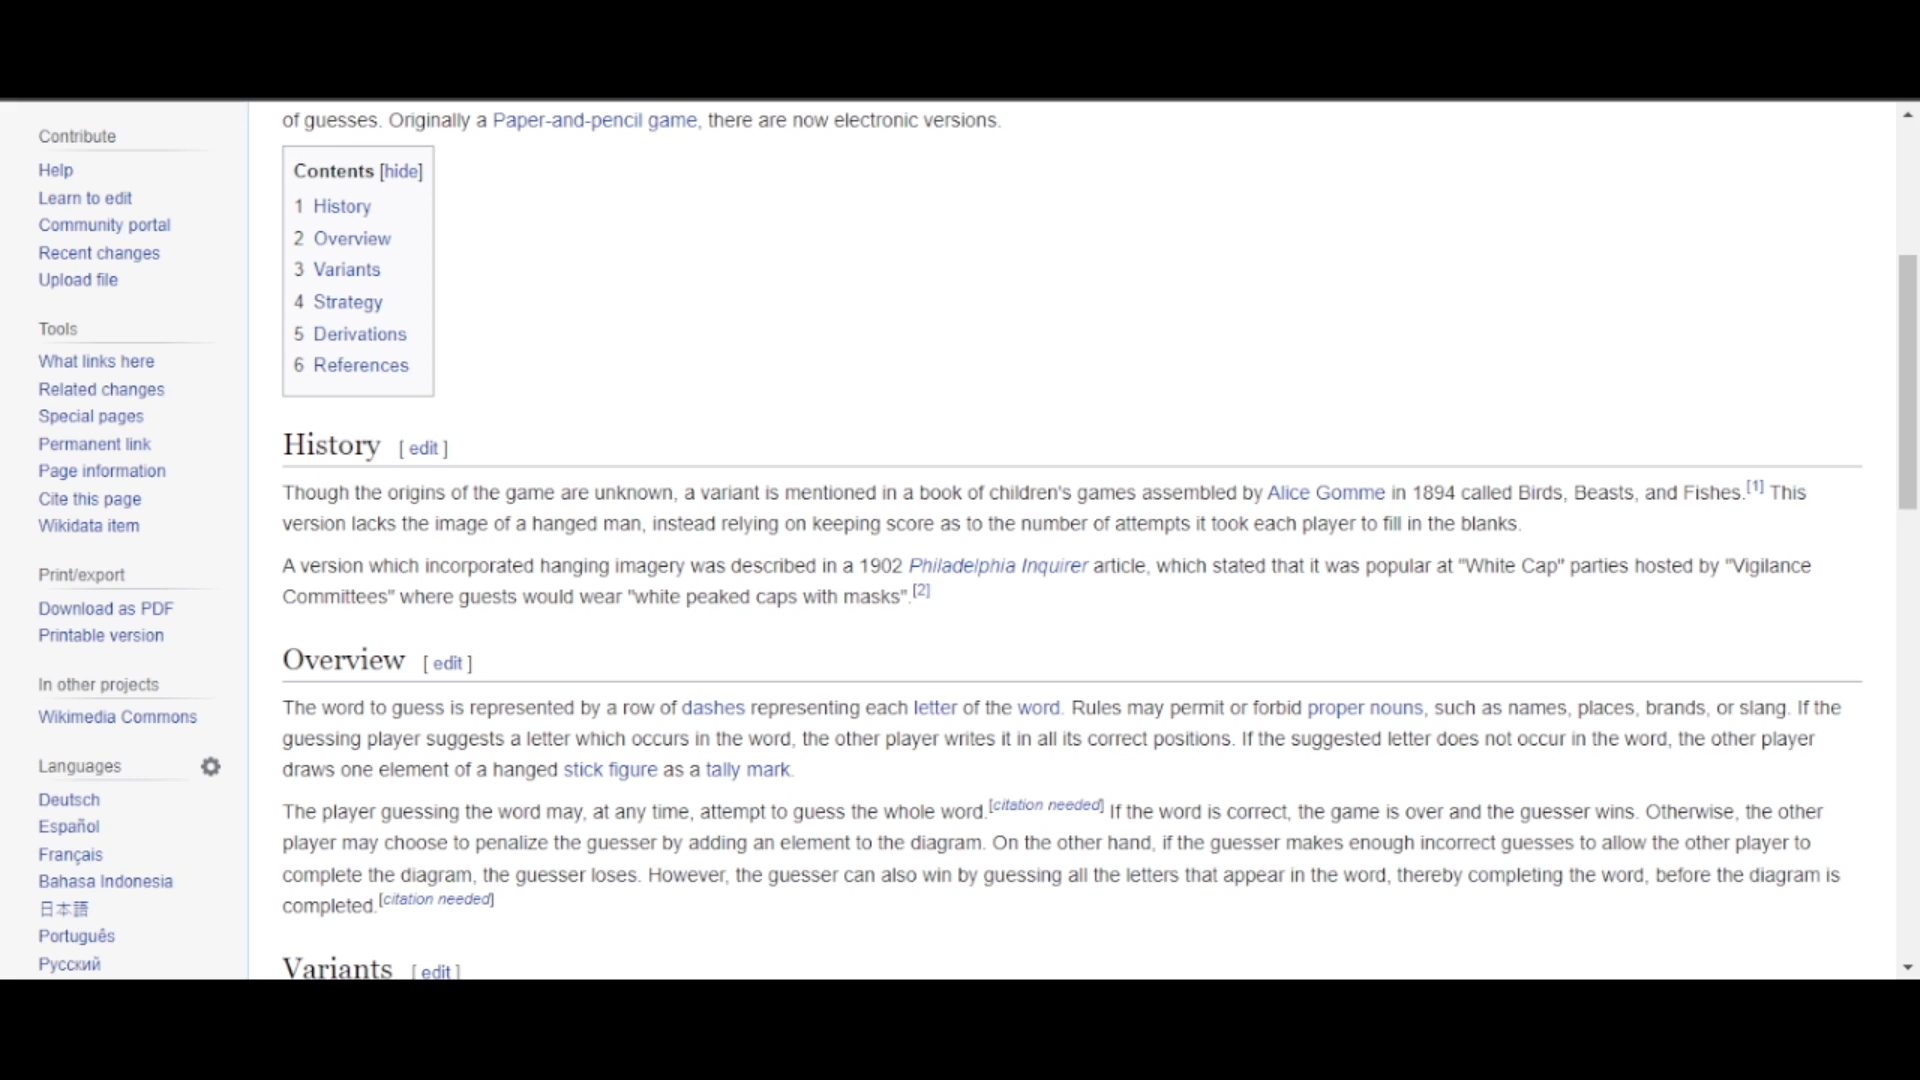 Contribute
Help
Learn to edit
Community portal
Recent changes
Upload file
Tools
What links here
Related changes
Special pages
Permanent link
Page information
Cite this page
Wikidata item
Print/export
Download as PDF
Printable version
In other projects
Wikimedia Commons
Languages
Deutsch
Español
Français
Bahasa Indonesia
日本語
Português
Русский
of guesses. Originally a Paper-and-pencil game, there are now electronic versions.
Contents [hide]
1 History
2 Overview
3 Variants
4 Strategy
5 Derivations
6 References
History [ edit ]
Though the origins of the game are unknown, a variant is mentioned in a book of children's games assembled by Alice Gomme in 1894 called Birds, Beasts, and Fishes.[1] This
version lacks the image of a hanged man, instead relying on keeping score as to the number of attempts it took each player to fill in the blanks.
A version which incorporated hanging imagery was described in a 1902 Philadelphia Inquirer article, which stated that it was popular at "White Cap" parties hosted by "Vigilance
Committees" where guests would wear "white peaked caps with masks".[2]
Overview [ edit ]
The word to guess is represented by a row of dashes representing each letter of the word. Rules may permit or forbid proper nouns, such as names, places, brands, or slang. If the
guessing player suggests a letter which occurs in the word, the other player writes it in all its correct positions. If the suggested letter does not occur in the word, the other player
draws one element of a hanged stick figure as a tally mark.
The player guessing the word may, at any time, attempt to guess the whole word.[citation needed] If the word is correct, the game is over and the guesser wins. Otherwise, the other
player may choose to penalize the guesser by adding an element to the diagram. On the other hand, if the guesser makes enough incorrect guesses to allow the other player to
complete the diagram, the guesser loses. However, the guesser can also win by guessing all the letters that appear in the word, thereby completing the word, before the diagram is
completed.[citation needed]
Variants [ edit ]